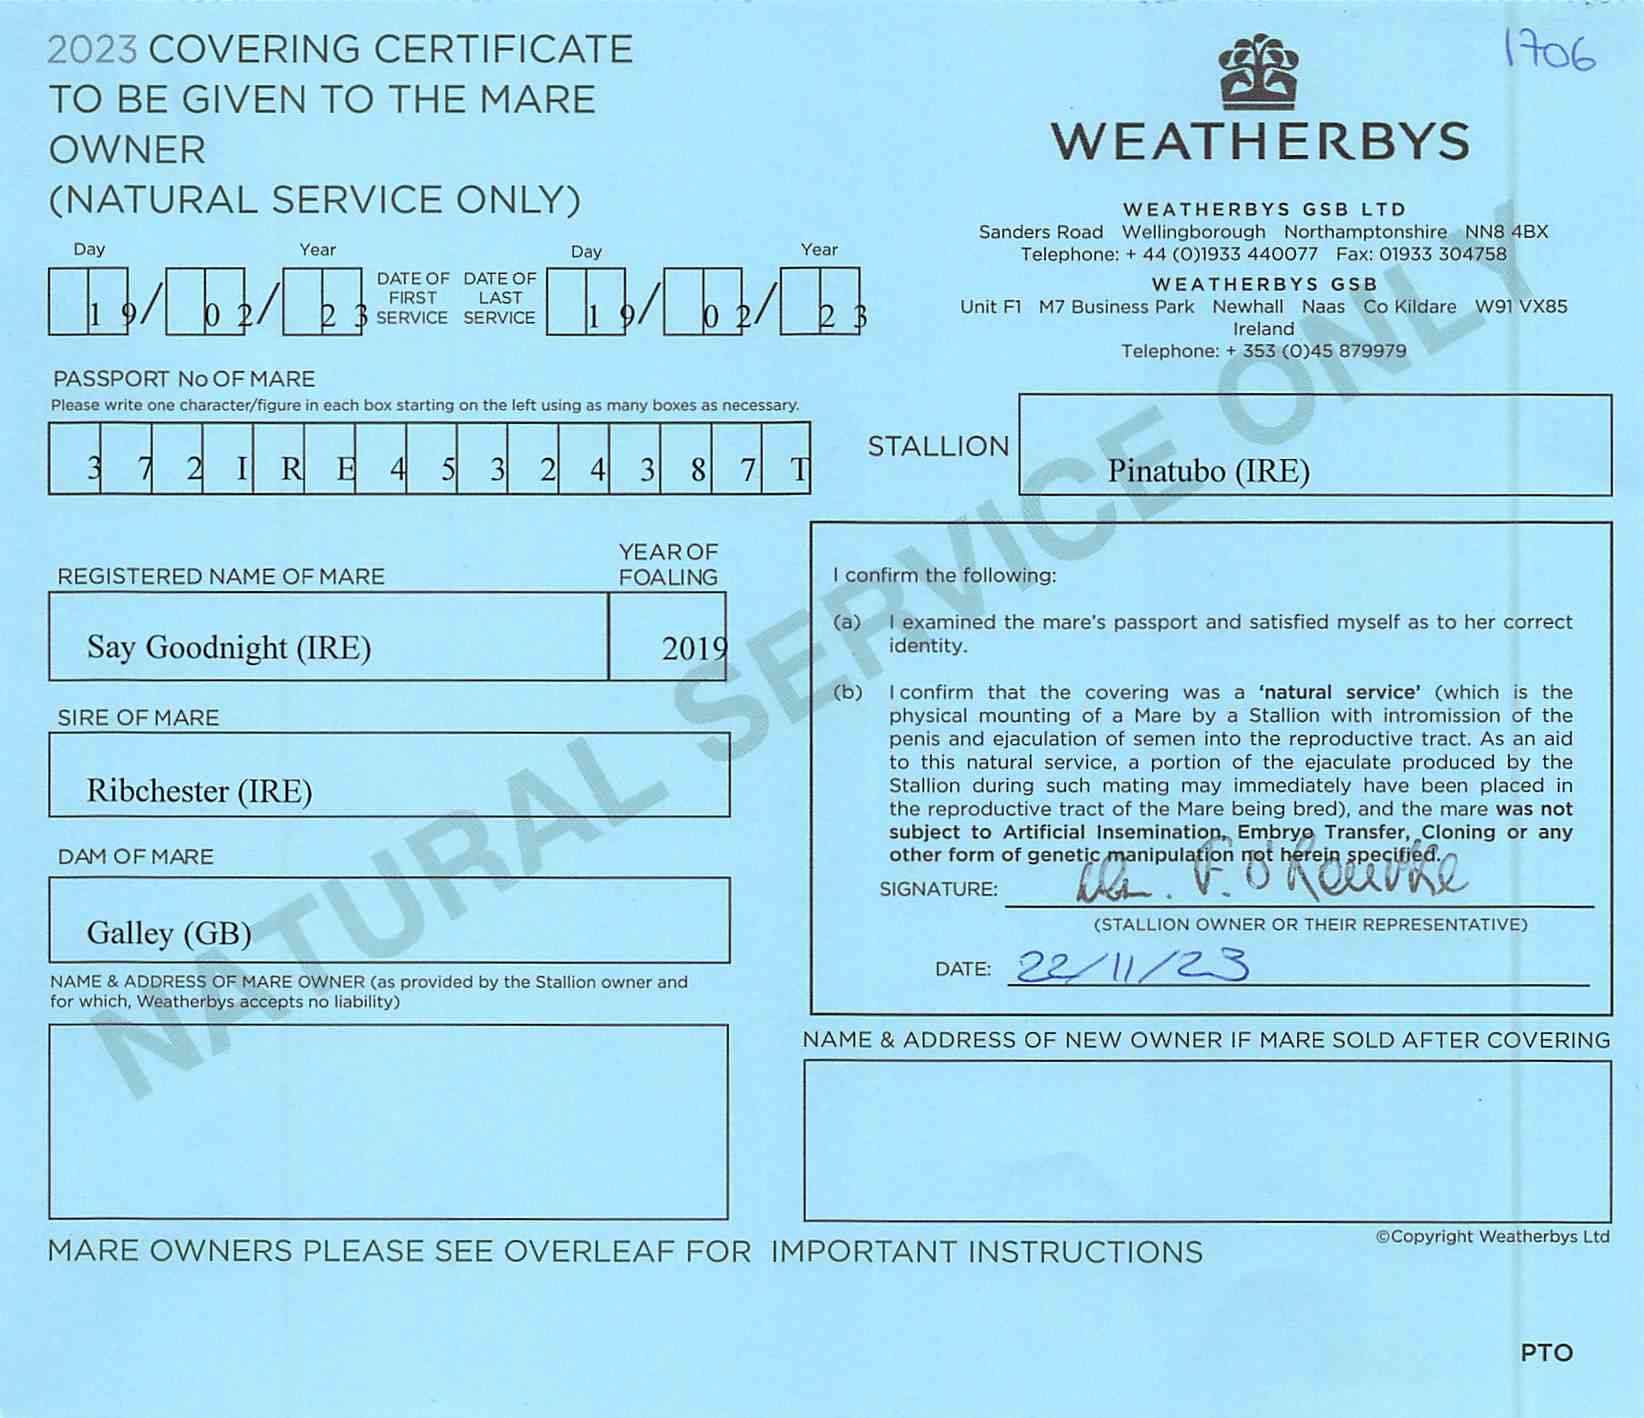 2023 COVERING CERTIFICATE
TO BE GIVEN TO THE MARE
OWNER
(NATURAL SERVICE ONLY)
1706
WEATHERBYS
WEATHERBYS GSB LTD
Sanders Road Wellingborough Northamptonshire NN8 4BX
Telephone: + 44 (0)1933 440077 Fax: 01933 304758
WEATHERBYS GSB
Unit F1 M7 Business Park Newhall Naas Co Kildare W91 VX85
Ireland
Telephone: + 353 (0)45 879979
Day Year Day Year
19/02/23 DATE OF FIRST SERVICE DATE OF LAST SERVICE 19/02/23
PASSPORT No OF MARE
Please write one character/figure in each box starting on the left using as many boxes as necessary.
372IRE45324387T
STALLION Pinatubo (IRE)
REGISTERED NAME OF MARE YEAR OF FOALING
Say Goodnight (IRE) 2019
SIRE OF MARE
Ribchester (IRE)
DAM OF MARE
Galley (GB)
NAME & ADDRESS OF MARE OWNER (as provided by the Stallion owner and
for which, Weatherbys accepts no liability)
I confirm the following:
(a) I examined the mare's passport and satisfied myself as to her correct
identity.
(b) I confirm that the covering was a 'natural service' (which is the
physical mounting of a Mare by a Stallion with intromission of the
penis and ejaculation of semen into the reproductive tract. As an aid
to this natural service, a portion of the ejaculate produced by the
Stallion during such mating may immediately have been placed in
the reproductive tract of the Mare being bred), and the mare was not
subject to Artificial Insemination, Embryo Transfer, Cloning or any
other form of genetic manipulation not herein specified.
SIGNATURE: F. O'Rourke
(STALLION OWNER OR THEIR REPRESENTATIVE)
DATE: 22/11/23
NAME & ADDRESS OF NEW OWNER IF MARE SOLD AFTER COVERING
©Copyright Weatherbys Ltd
MARE OWNERS PLEASE SEE OVERLEAF FOR IMPORTANT INSTRUCTIONS
PTO
NATURAL SERVICE ONLY